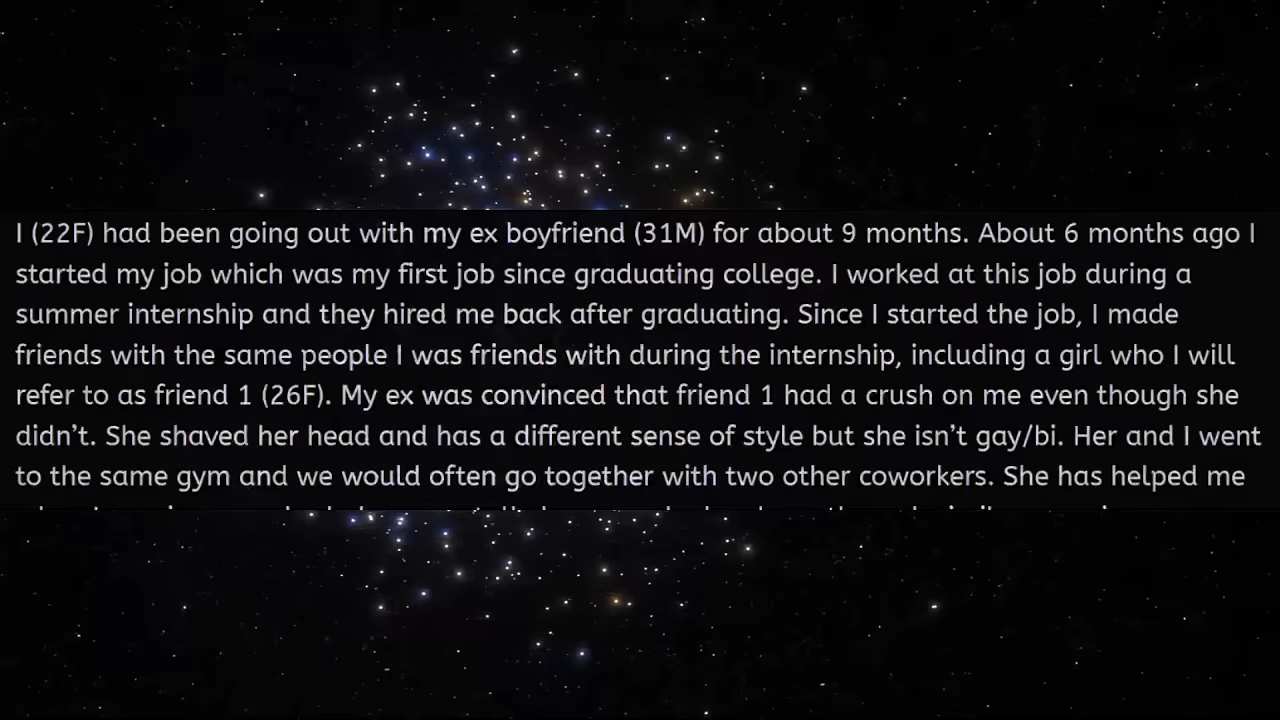 I (22F) had been going out with my ex boyfriend (31M) for about 9 months. About 6 months ago I
started my job which was my first job since graduating college. I worked at this job during a
summer internship and they hired me back after graduating. Since I started the job, I made
friends with the same people I was friends with during the internship, including a girl who I will
refer to as friend 1 (26F). My ex was convinced that friend 1 had a crush on me even though she
didn’t. She shaved her head and has a different sense of style but she isn’t gay/bi. Her and I went
to the same gym and we would often go together with two other coworkers. She has helped me